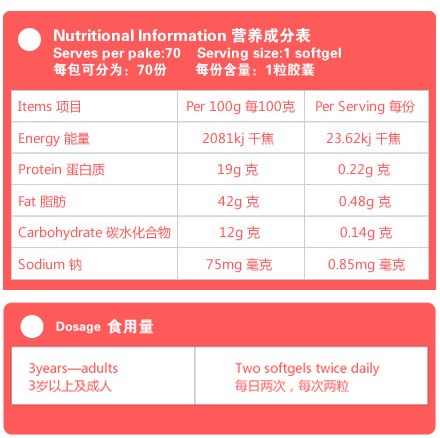 Nutritional Information 营养成分表
Serves per pake:70 Serving size:1 softgel
每包可分为：70份 每份含量：1粒胶囊
Items 项目 Per 100g 每100克 Per Serving 每份
Energy 能量 2081kj 千焦 23.62kj 千焦
Protein 蛋白质 19g 克 0.22g 克
Fat 脂肪 42g 克 0.48g 克
Carbohydrate 碳水化合物 12g 克 0.14g 克
Sodium 钠 75mg 毫克 0.85mg 毫克
Dosage 食用量
3years—adults Two softgels twice daily
3岁以上及成人 每日两次，每次两粒